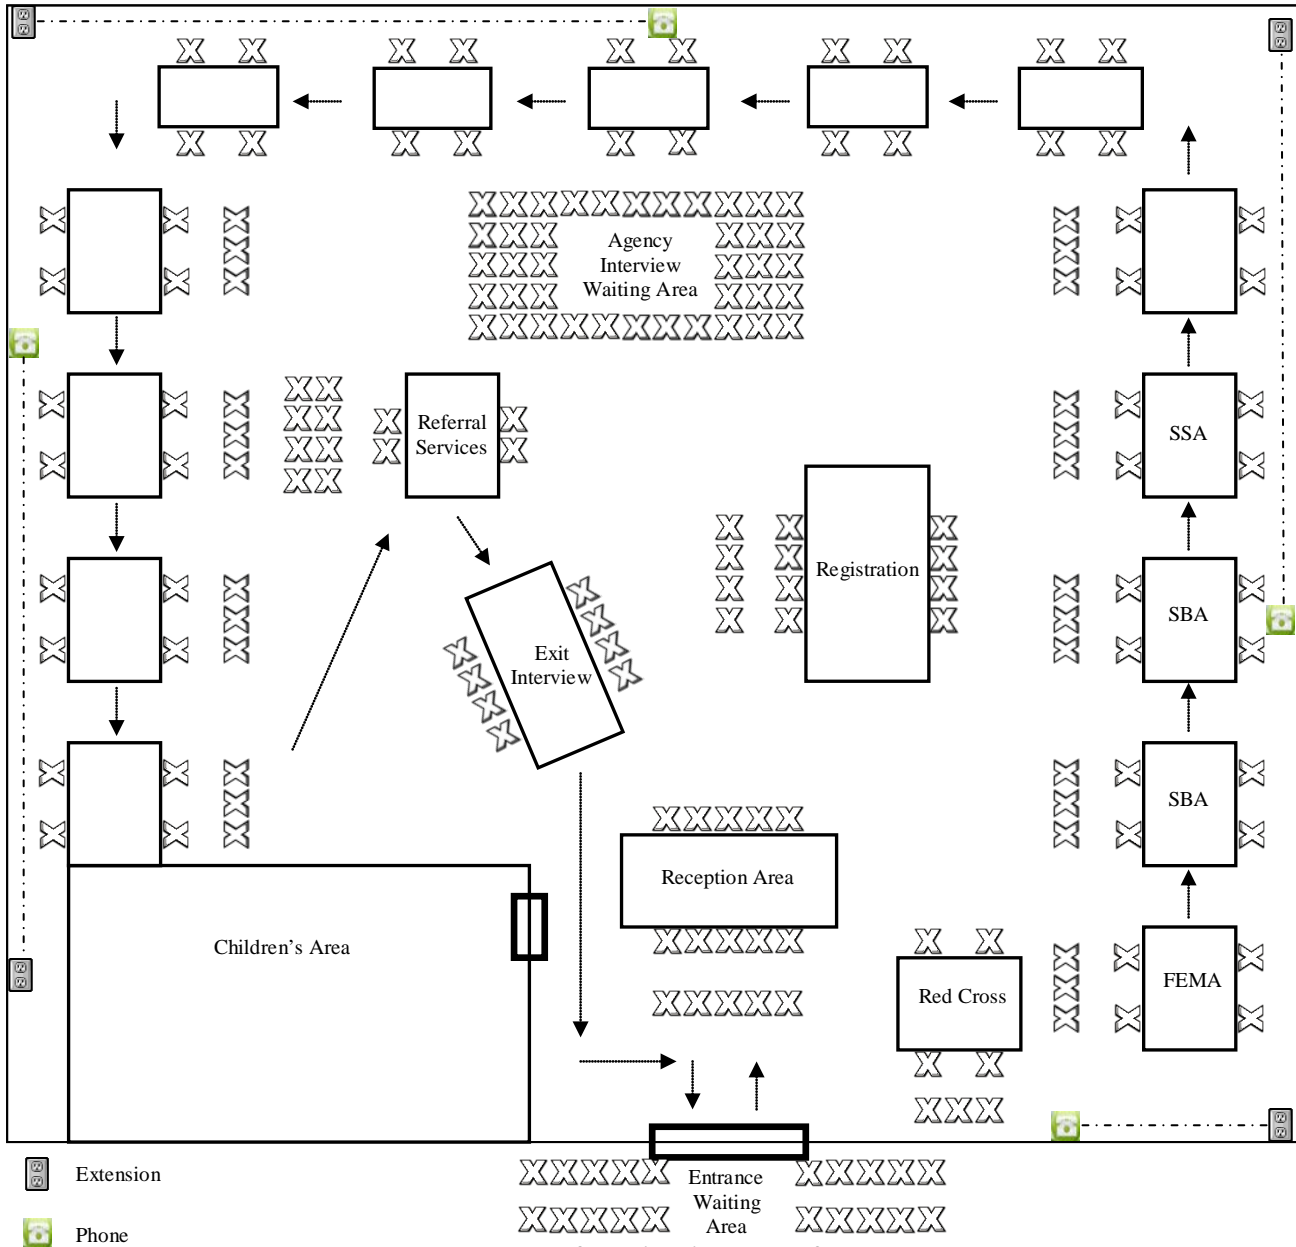 Agency
Interview
Waiting Area
Referral
Services
SSA
Registration
SBA
Exit
Interview
SBA
Reception Area
Children's Area
Red Cross
FEMA
Extension
Entrance
Waiting
Area
Phone